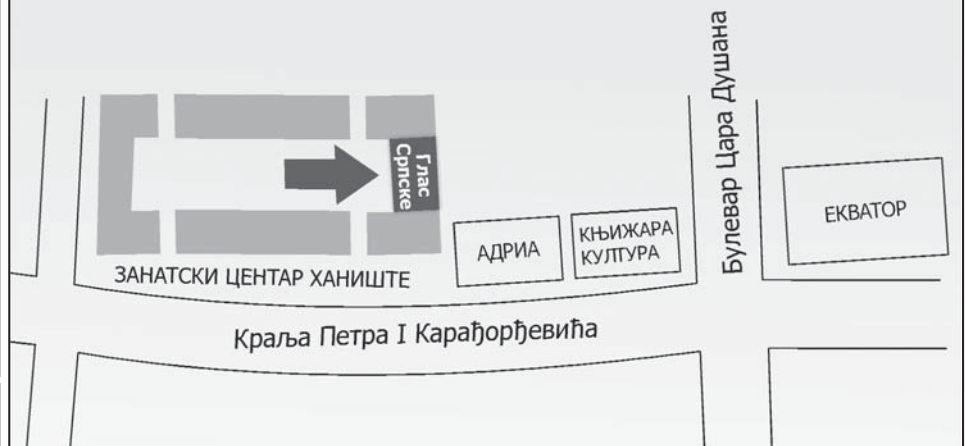 Булевар Цара Душана
Глас
Српске
ЕКВАТОР
АДРИА
КЊИЖАРА
КУЛТУРА
ЗАНАТСКИ ЦЕНТАР ХАНИШТЕ
Краља Петра I Карађорђевића